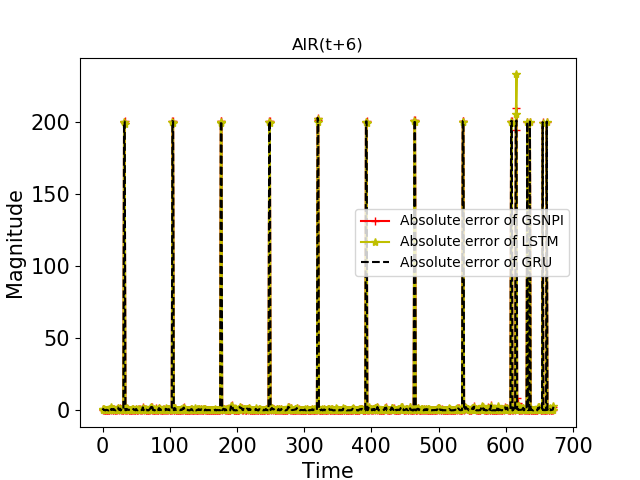 AIR(t+6)
Magnitude
200
150
100
50
0
Absolute error of GSNPI
Absolute error of LSTM
Absolute error of GRU
0 100 200 300 400 500 600 700
Time